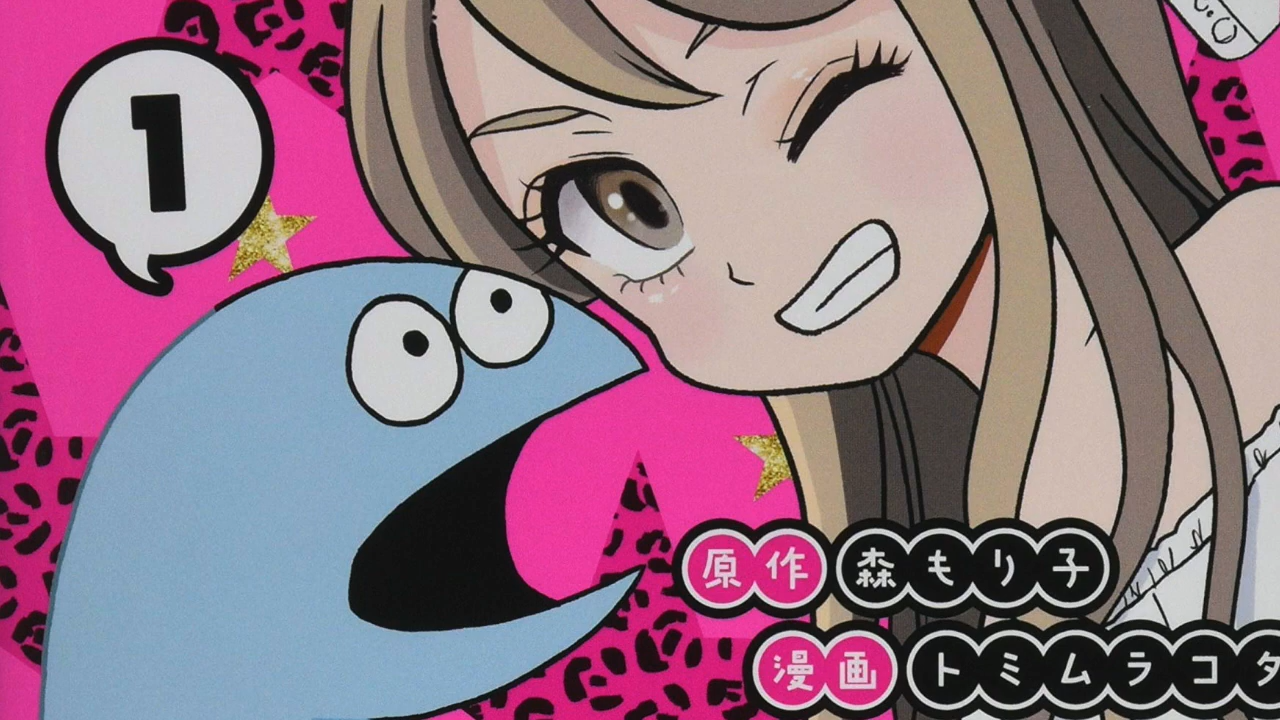 1
原作 森もり子
漫画 トミムラコタ